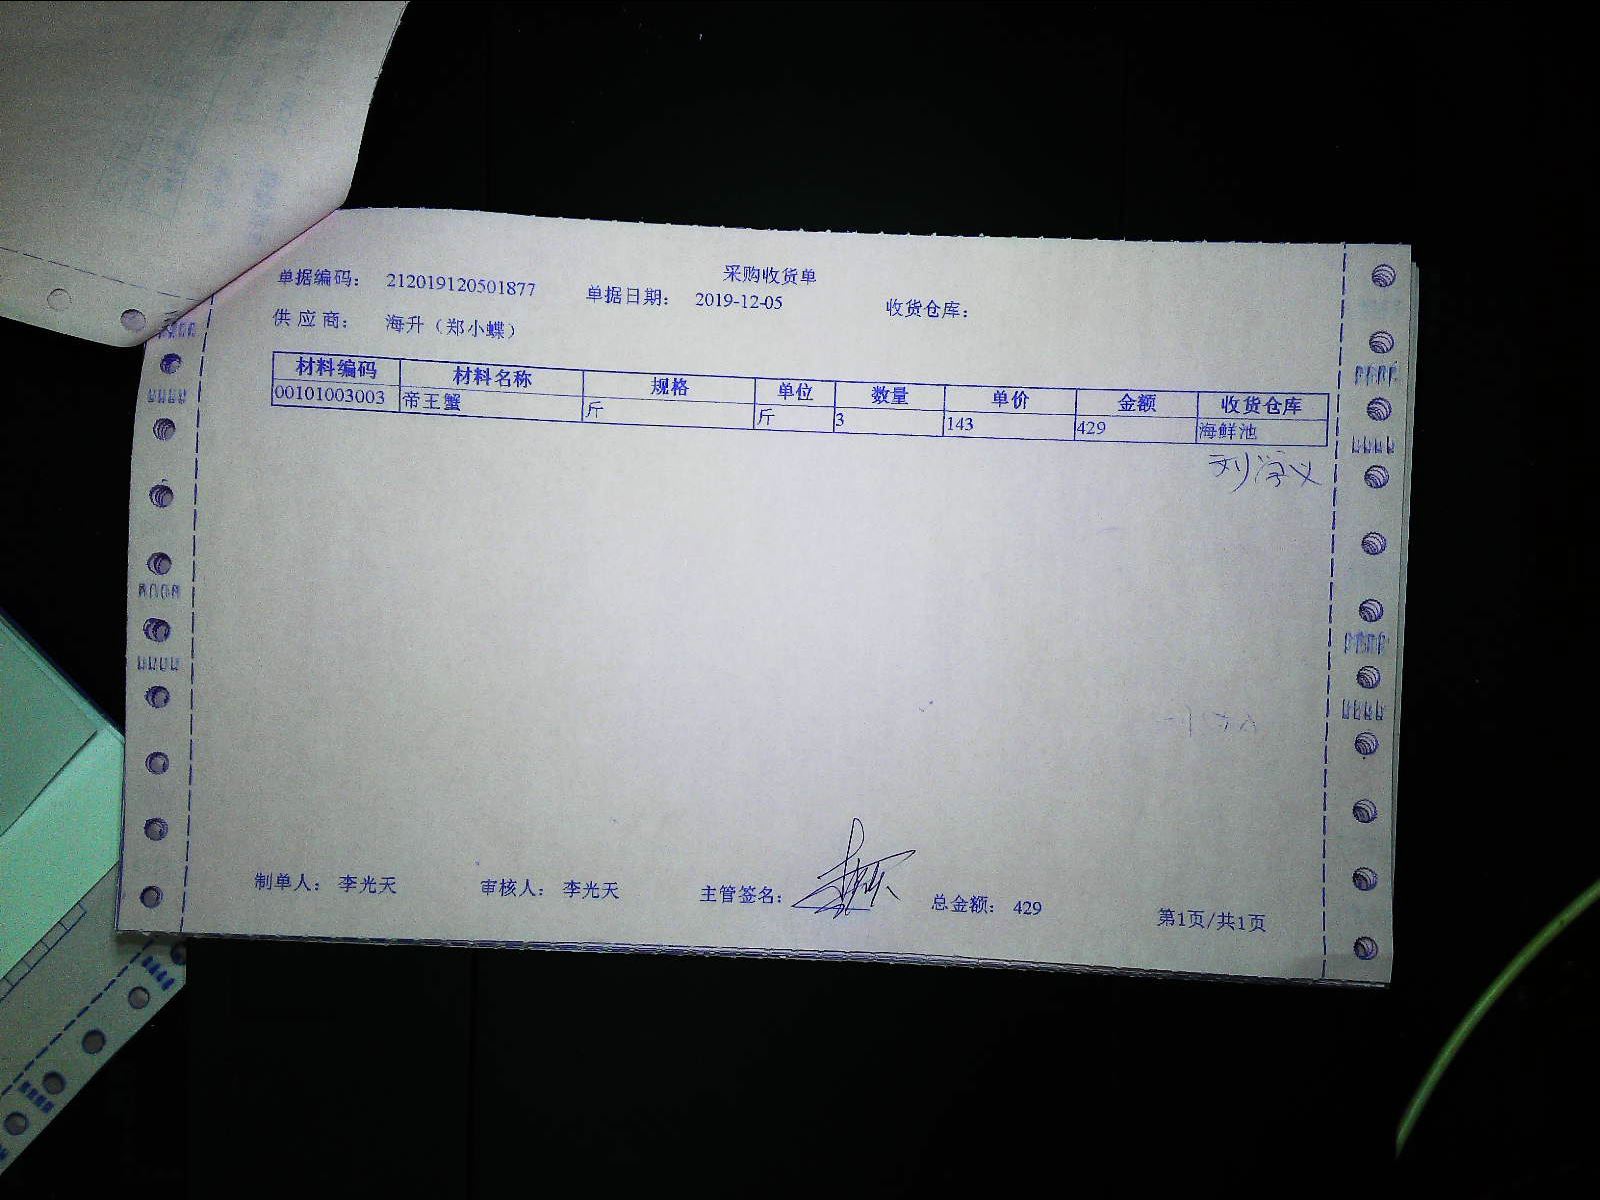 采购收货单
单据编码： 212019120501877 单据日期： 2019-12-05 收货仓库：
供应商： 海升（郑小蝶）
材料编码 材料名称 规格 单位 数量 单价 金额 收货仓库
00101003003 帝王蟹 斤 斤 3 143 429 海鲜池
制单人： 李光天 审核人： 李光天 主管签名： 总金额： 429 第1页/共1页